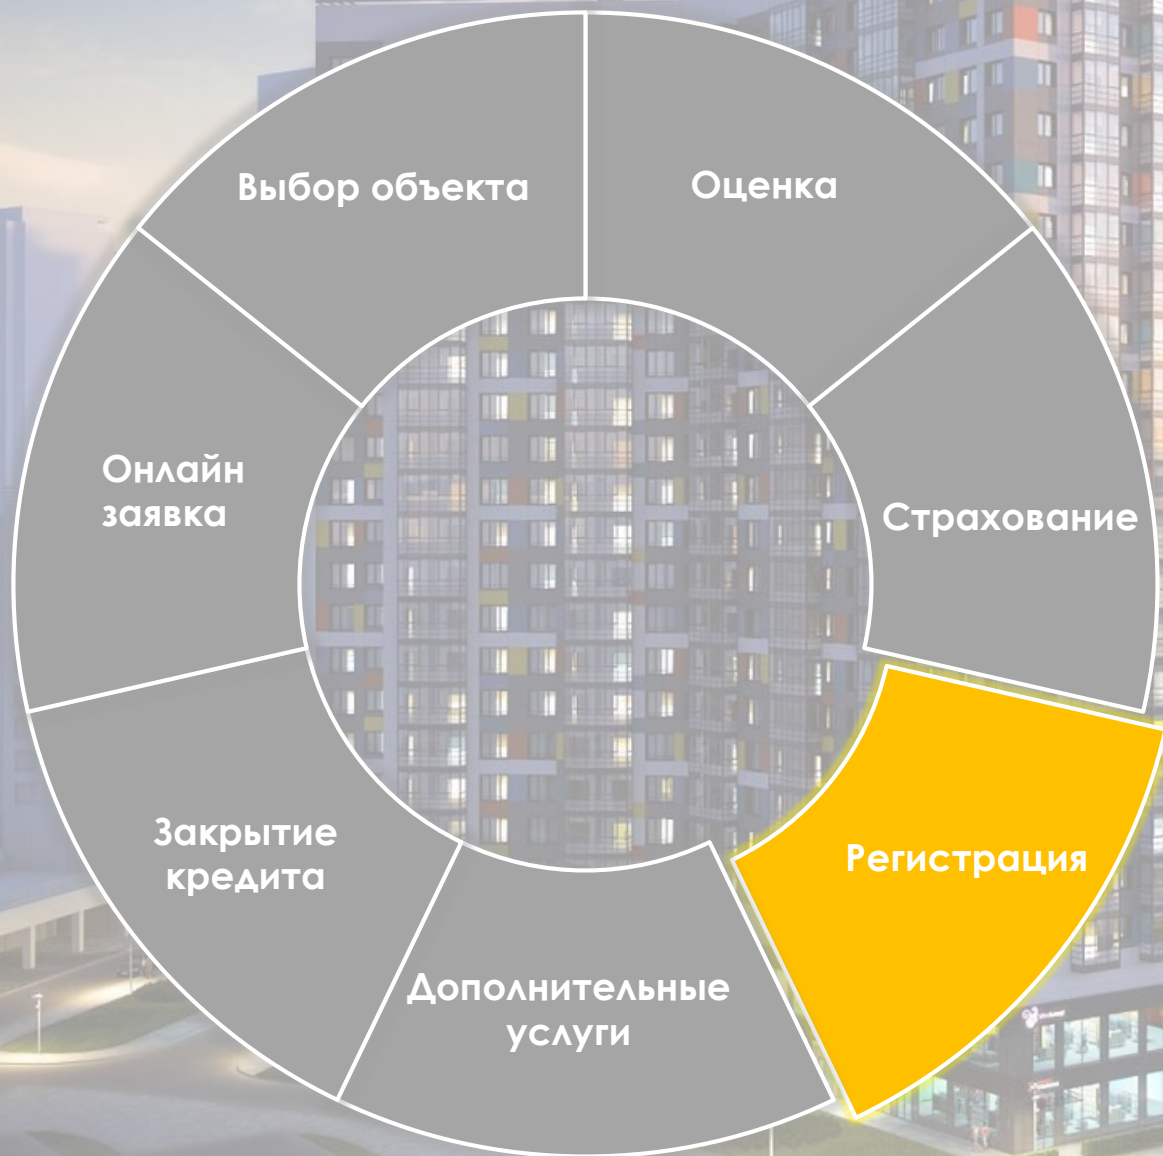 Выбор объекта
Оценка
Онлайн
заявка
Страхование
Закрытие
кредита
Регистрация
Дополнительные
услуги